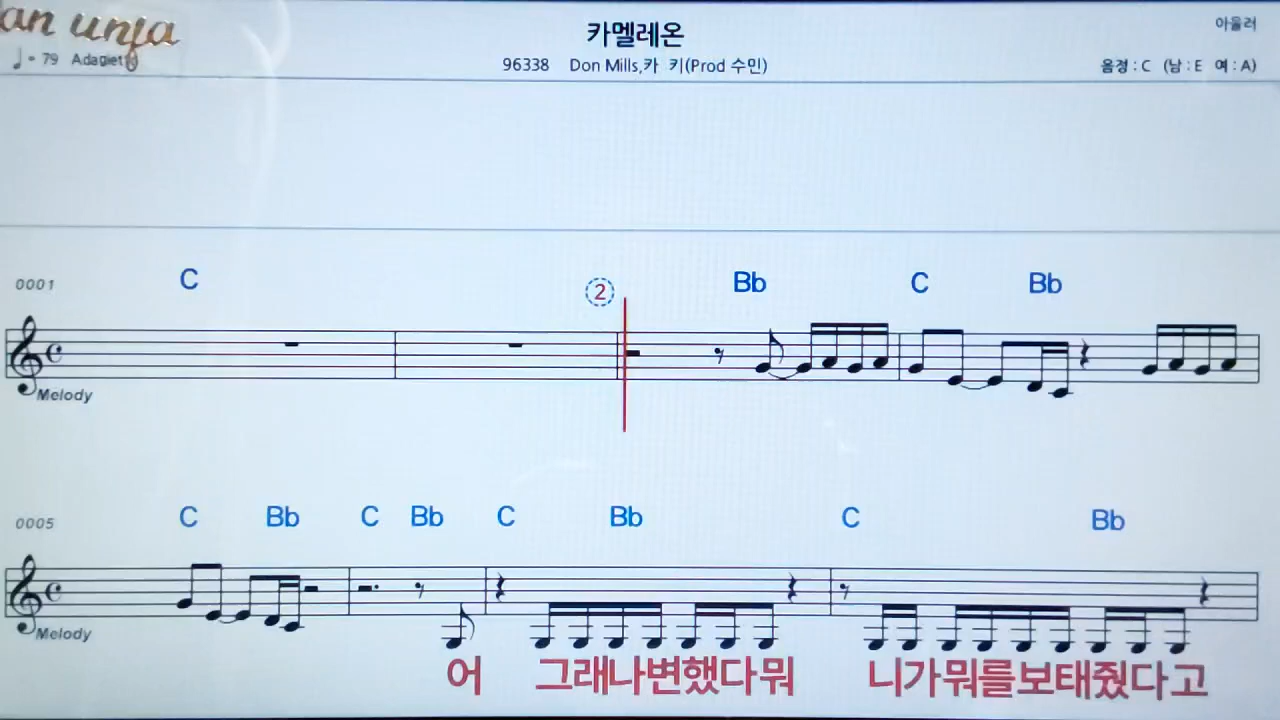 an unja
카멜레온
아울러
♩= 79 Adagietto
96338 Don Mills,카 키(Prod 수민)
음정 : C (남 : E 여 : A)
C ② Bb C Bb
0001
Melody
C Bb C Bb C Bb C Bb
0005
Melody
어 그래나변했다뭐 니가뭐를보태줬다고